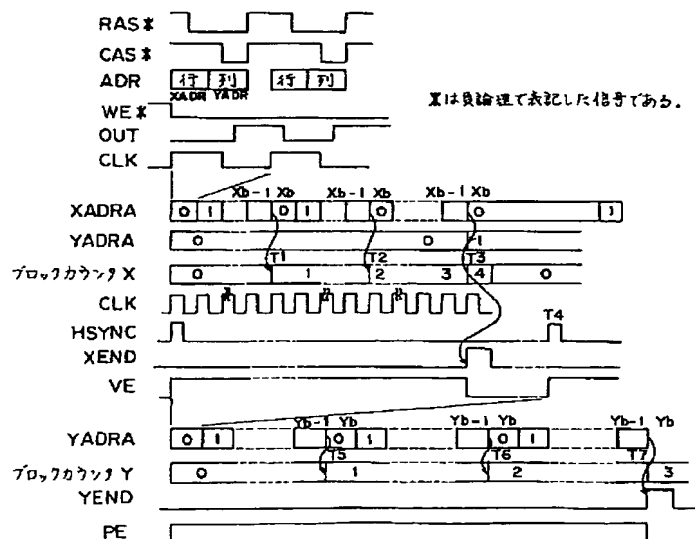 RAS※
CAS※
ADR 行 列 行 列
XADR YADR
WE※
※は負論理で表記した信号である。
OUT
CLK
Xb-1 Xb Xb-1 Xb Xb-1 Xb
XADRA 0 1 0 1 0 0 1
YADRA 0 0 1
T1 T2 T3
ブロックカウンタX 0 1 2 3 4 0
CLK
HSYNC T4
XEND
VE
Yb-1 Yb Yb-1 Yb Yb-1 Yb
YADRA 0 1 0 1 0 1
T5 T6 T7
ブロックカウンタY 0 1 2 3
YEND
PE